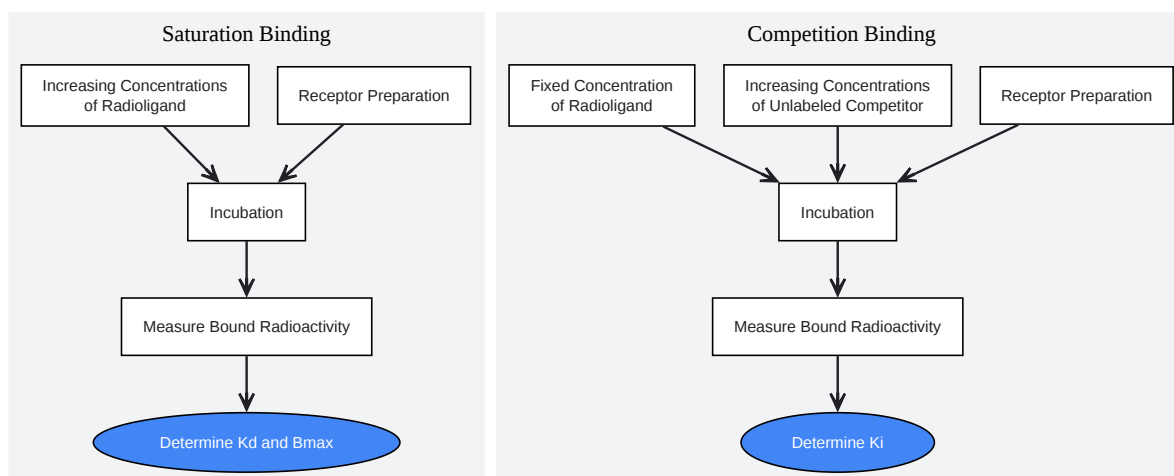 Saturation Binding
Increasing Concentrations
of Radioligand
Receptor Preparation
Incubation
Measure Bound Radioactivity
Determine Kd and Bmax
Competition Binding
Fixed Concentration
of Radioligand
Increasing Concentrations
of Unlabeled Competitor
Receptor Preparation
Incubation
Measure Bound Radioactivity
Determine Ki